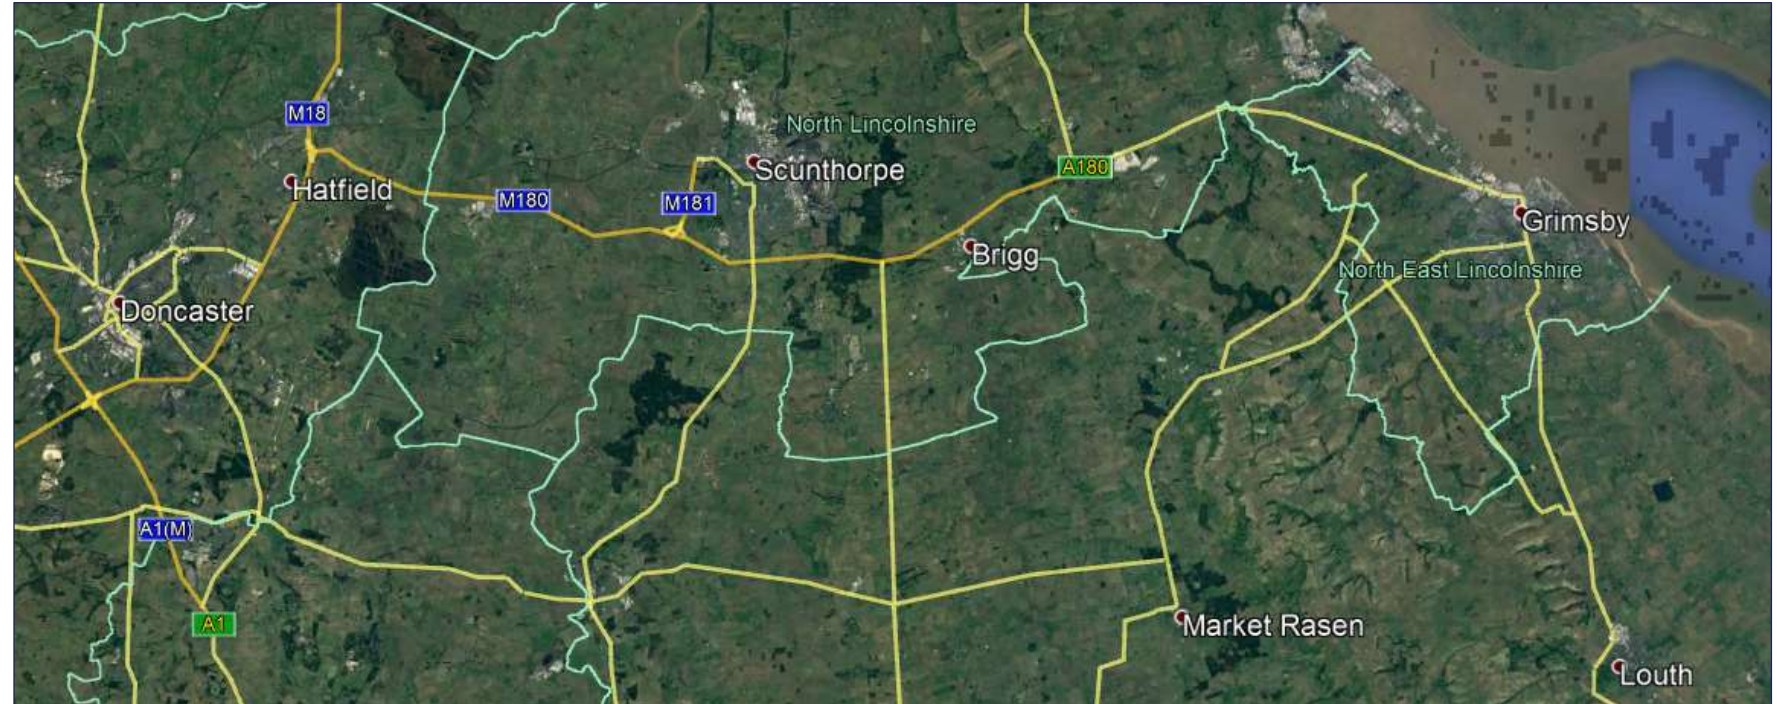 M18
North Lincolnshire
Scunthorpe
A180
Hatfield
M180
M181
Grimsby
Brigg
North East Lincolnshire
Doncaster
A1(M)
A1
Market Rasen
Louth